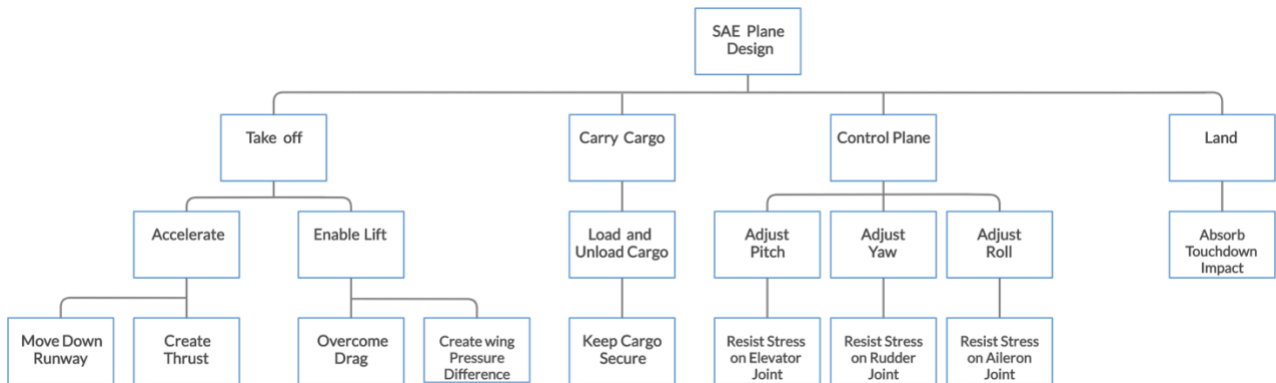 SAE Plane
Design
Take off
Carry Cargo
Control Plane
Land
Accelerate
Enable Lift
Load and
Unload Cargo
Adjust
Pitch
Adjust
Yaw
Adjust
Roll
Absorb
Touchdown
Impact
Move Down
Runway
Create
Thrust
Overcome
Drag
Create wing
Pressure
Difference
Keep Cargo
Secure
Resist Stress
on Elevator
Joint
Resist Stress
on Rudder
Joint
Resist Stress
on Aileron
Joint